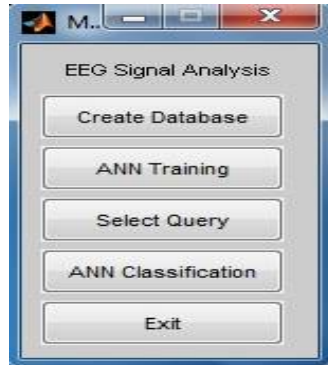 M..
EEG Signal Analysis
Create Database
ANN Training
Select Query
ANN Classification
Exit